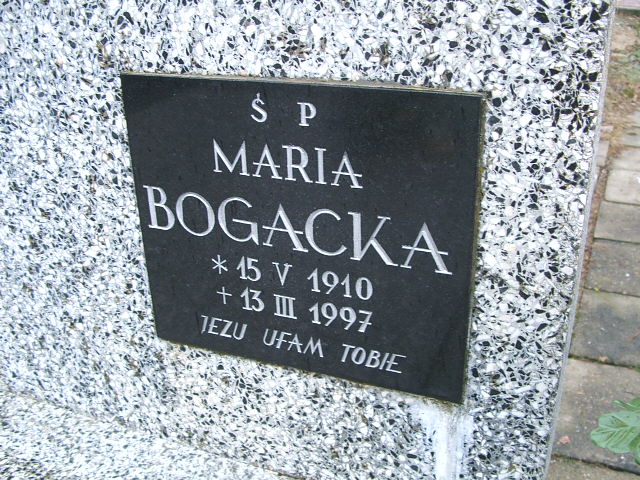 Ś P
MARIA
BOGACKA
* 15 V 1910
+ 13 III 1997
JEZU UFAM TOBIE